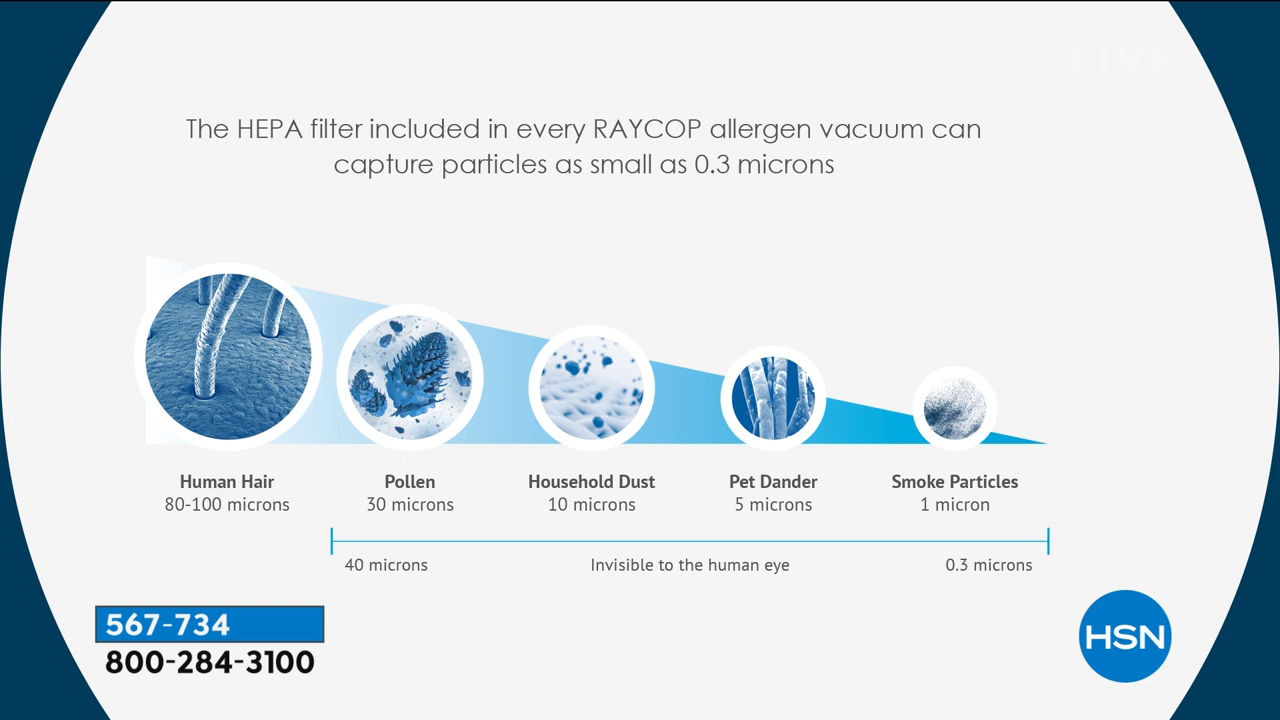 LIVE
The HEPA filter included in every RAYCOP allergen vacuum can
capture particles as small as 0.3 microns
Human Hair
80-100 microns
Pollen
30 microns
Household Dust
10 microns
Pet Dander
5 microns
Smoke Particles
1 micron
40 microns
Invisible to the human eye
0.3 microns
567-734
800-284-3100
HSN